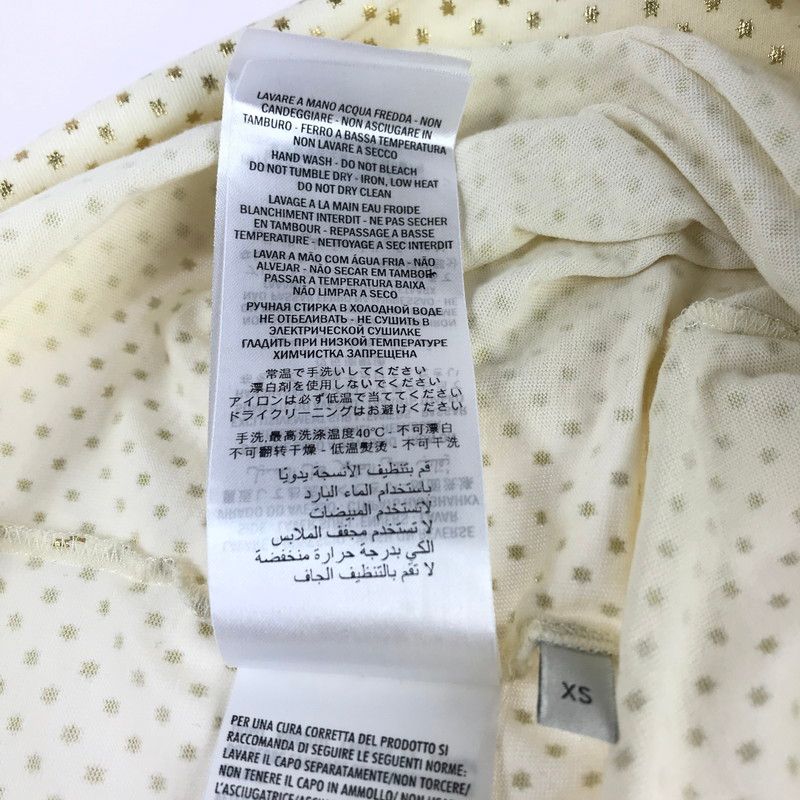 LAVARE A MANO ACQUA FREDDA - NON
CANDEGGIARE - NON ASCIUGARE IN
TAMBURO - FERRO A BASSA TEMPERATURA
NON LAVARE A SECCO
HAND WASH - DO NOT BLEACH
DO NOT TUMBLE DRY - IRON, LOW HEAT
DO NOT DRY CLEAN
LAVAGE A LA MAIN EAU FROIDE
BLANCHIMENT INTERDIT - NE PAS SECHER
EN TAMBOUR - REPASSAGE A BASSE
TEMPERATURE - NETTOYAGE A SEC INTERDIT
LAVAR A MÃO COM ÁGUA FRIA - NÃO
ALVEJAR - NÃO SECAR EM TAMBOR
PASSAR A TEMPERATURA BAIXA
NÃO LIMPAR A SECO
РУЧНАЯ СТИРКА В ХОЛОДНОЙ ВОДЕ
НЕ ОТБЕЛИВАТЬ - НЕ СУШИТЬ В
ЭЛЕКТРИЧЕСКОЙ СУШИЛКЕ
ГЛАДИТЬ ПРИ НИЗКОЙ ТЕМПЕРАТУРЕ
ХИМЧИСТКА ЗАПРЕЩЕНА
常温で手洗いしてください
漂白剤を使用しないでください
アイロンは必ず低温で当ててください
ドライクリーニングはお避けください
手洗,最高洗涤温度40℃ - 不可漂白
不可翻转干燥 - 低温熨烫 - 不可干洗
قم بتنظيف الأنسجة يدويًا
باستخدام الماء البارد
لاتستخدم المبيضات
لا تستخدم مجفف الملابس
الكي بدرجة حرارة منخفضة
لا تقم بالتنظيف الجاف
XS
PER UNA CURA CORRETTA DEL PRODOTTO SI
RACCOMANDA DI SEGUIRE LE SEGUENTI NORME:
LAVARE IL CAPO SEPARATAMENTE/NON TORCERE/
NON TENERE IL CAPO IN AMMOLLO/ NON
L'ASCIUGATRICE/